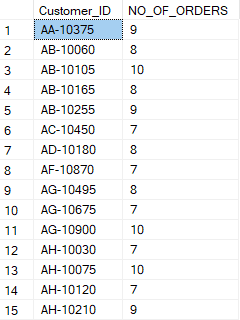 Customer_ID NO_OF_ORDERS
1 AA-10375 9
2 AB-10060 8
3 AB-10105 10
4 AB-10165 8
5 AB-10255 9
6 AC-10450 7
7 AD-10180 8
8 AF-10870 7
9 AG-10495 8
10 AG-10675 7
11 AG-10900 10
12 AH-10030 7
13 AH-10075 10
14 AH-10120 7
15 AH-10210 9